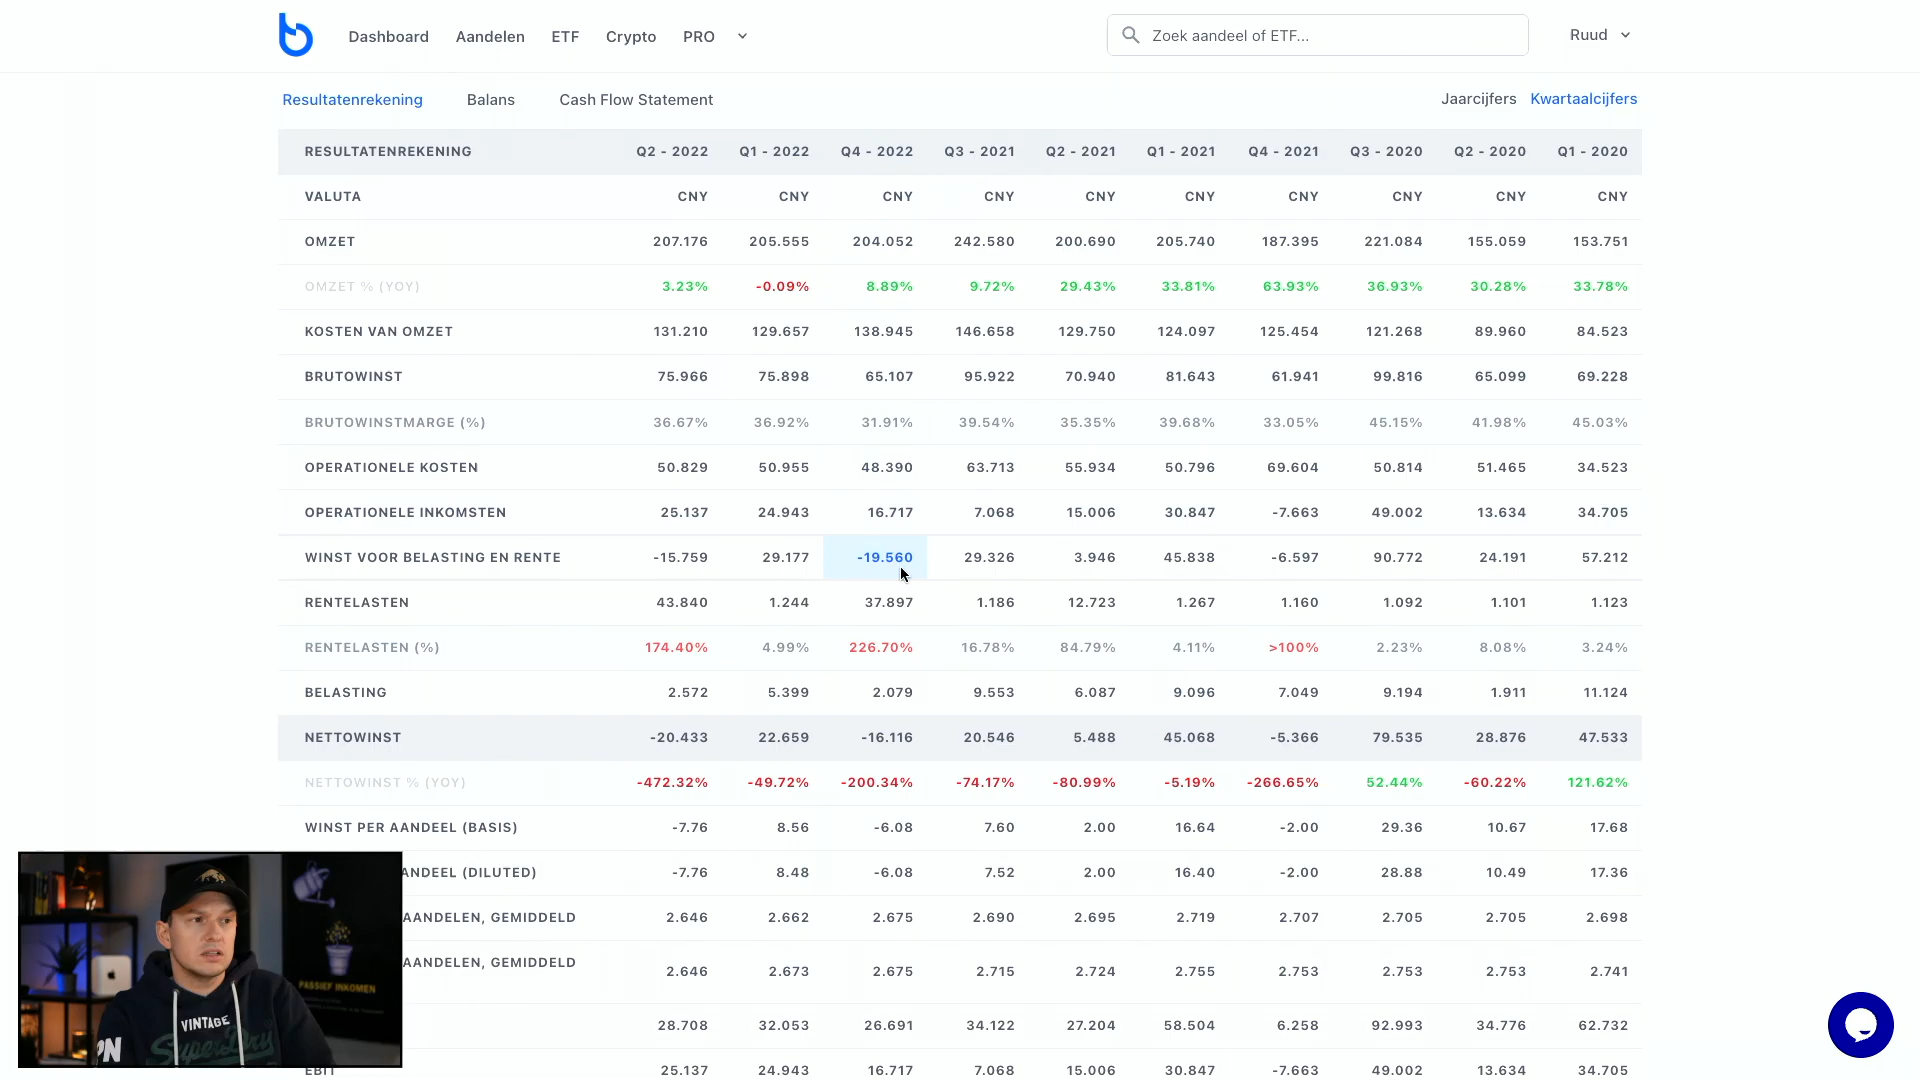 Dashboard Aandelen ETF Crypto PRO Zoek aandeel of ETF... Ruud
Resultatenrekening Balans Cash Flow Statement Jaarcijfers Kwartaalcijfers
RESULTATENREKENING Q2 - 2022 Q1 - 2022 Q4 - 2022 Q3 - 2021 Q2 - 2021 Q1 - 2021 Q4 - 2021 Q3 - 2020 Q2 - 2020 Q1 - 2020
VALUTA CNY CNY CNY CNY CNY CNY CNY CNY CNY CNY
OMZET 207.176 205.555 204.052 242.580 200.690 205.740 187.395 221.084 155.059 153.751
OMZET % (YOY) 3.23% -0.09% 8.89% 9.72% 29.43% 33.81% 63.93% 36.93% 30.28% 33.78%
KOSTEN VAN OMZET 131.210 129.657 138.945 146.658 129.750 124.097 125.454 121.268 89.960 84.523
BRUTOWINST 75.966 75.898 65.107 95.922 70.940 81.643 61.941 99.816 65.099 69.228
BRUTOWINSTMARGE (%) 36.67% 36.92% 31.91% 39.54% 35.35% 39.68% 33.05% 45.15% 41.98% 45.03%
OPERATIONELE KOSTEN 50.829 50.955 48.390 63.713 55.934 50.796 69.604 50.814 51.465 34.523
OPERATIONELE INKOMSTEN 25.137 24.943 16.717 7.068 15.006 30.847 -7.663 49.002 13.634 34.705
WINST VOOR BELASTING EN RENTE -15.759 29.177 -19.560 29.326 3.946 45.838 -6.597 90.772 24.191 57.212
RENTELASTEN 43.840 1.244 37.897 1.186 12.723 1.267 1.160 1.092 1.101 1.123
RENTELASTEN (%) 174.40% 4.99% 226.70% 16.78% 84.79% 4.11% >100% 2.23% 8.08% 3.24%
BELASTING 2.572 5.399 2.079 9.553 6.087 9.096 7.049 9.194 1.911 11.124
NETTOWINST -20.433 22.659 -16.116 20.546 5.488 45.068 -5.366 79.535 28.876 47.533
NETTOWINST % (YOY) -472.32% -49.72% -200.34% -74.17% -80.99% -5.19% -266.65% 52.44% -60.22% 121.62%
WINST PER AANDEEL (BASIS) -7.76 8.56 -6.08 7.60 2.00 16.64 -2.00 29.36 10.67 17.68
ANDEEL (DILUTED) -7.76 8.48 -6.08 7.52 2.00 16.40 -2.00 28.88 10.49 17.36
AANDELEN, GEMIDDELD 2.646 2.662 2.675 2.690 2.695 2.719 2.707 2.705 2.705 2.698
AANDELEN, GEMIDDELD 2.646 2.673 2.675 2.715 2.724 2.755 2.753 2.753 2.753 2.741
28.708 32.053 26.691 34.122 27.204 58.504 6.258 92.993 34.776 62.732
EBIT 25.137 24.943 16.717 7.068 15.006 30.847 -7.663 49.002 13.634 34.705
PASSIEF INKOMEN
VINTAGE
SuperDry